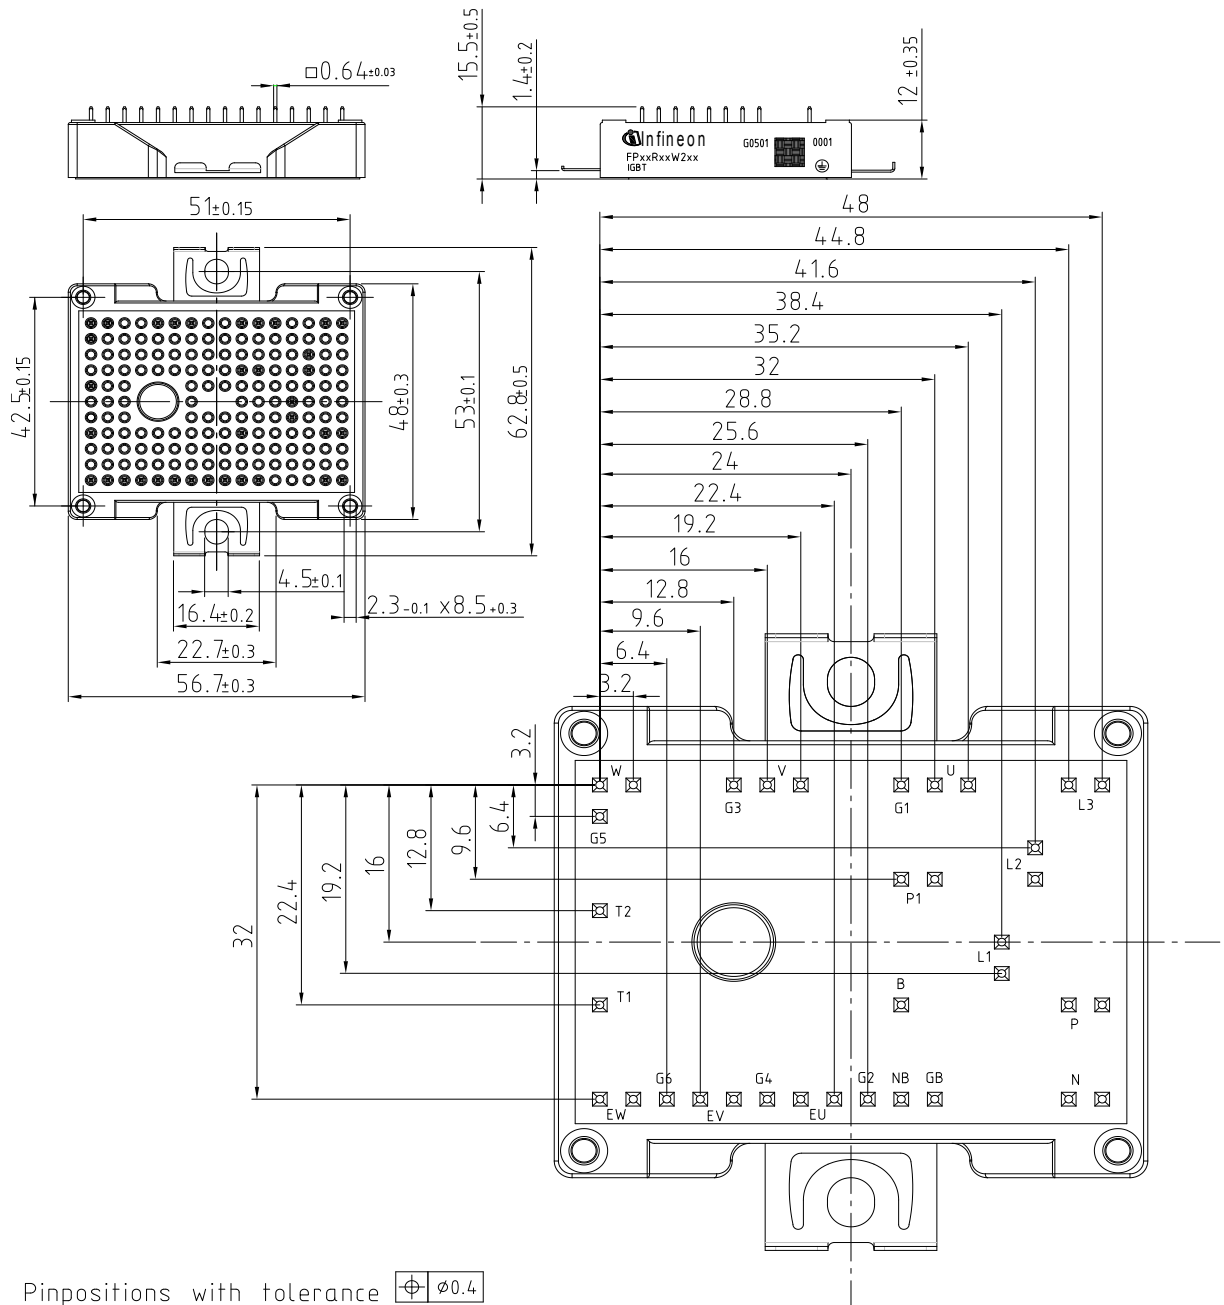 15.5±0.5
1.4±0.2
12 ±0.35
□0.64±0.03
Infineon
FPxxRxxW2xx
IGBT
G0501
0001
51±0.15
42.5±0.15
48±0.3
53±0.1
62.8±0.5
4.5±0.1
16.4±0.2
2.3-0.1 x8.5+0.3
22.7±0.3
56.7±0.3
48
44.8
41.6
38.4
35.2
32
28.8
25.6
24
22.4
19.2
16
12.8
9.6
6.4
3.2
3.2
6.4
9.6
12.8
16
19.2
22.4
32
W
V
U
G3
G1
L3
G5
L2
P1
T2
L1
T1
B
P
G6
G4
G2
NB
GB
N
EW
EV
EU
Pinpositions with tolerance ⌖ ⌀0.4